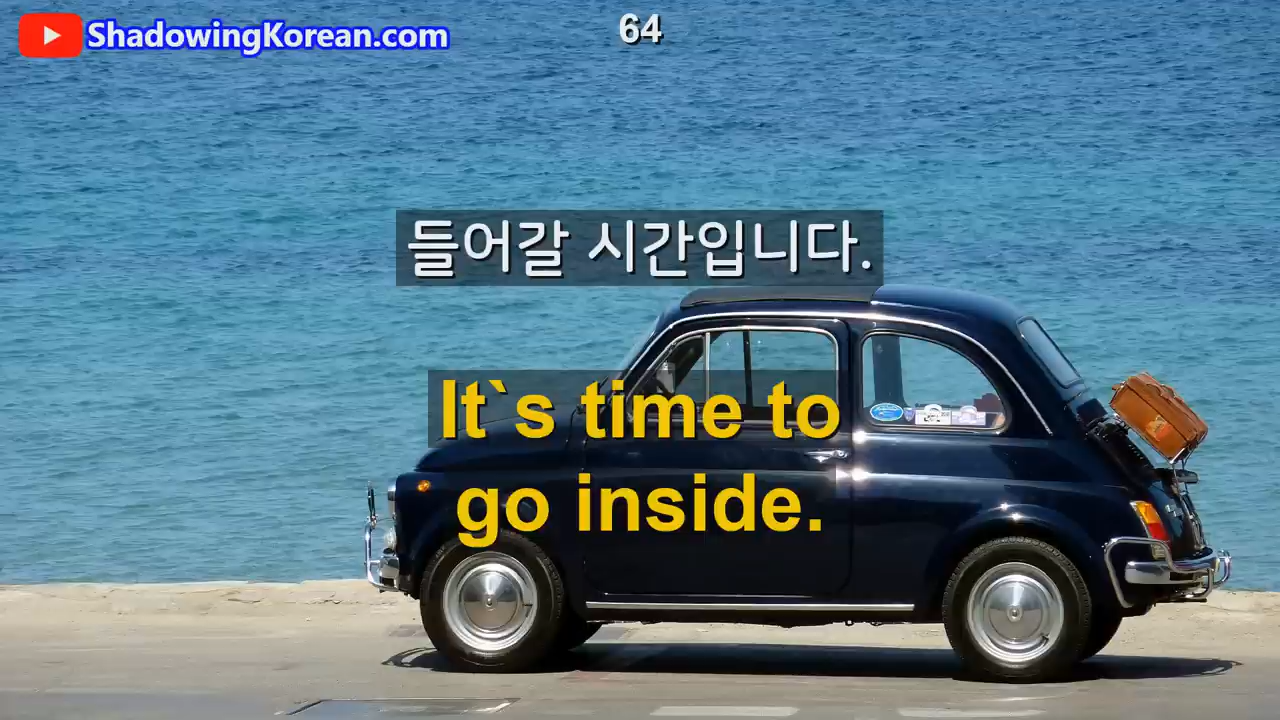 ShadowingKorean.com
64
들어갈 시간입니다.
It`s time to
go inside.